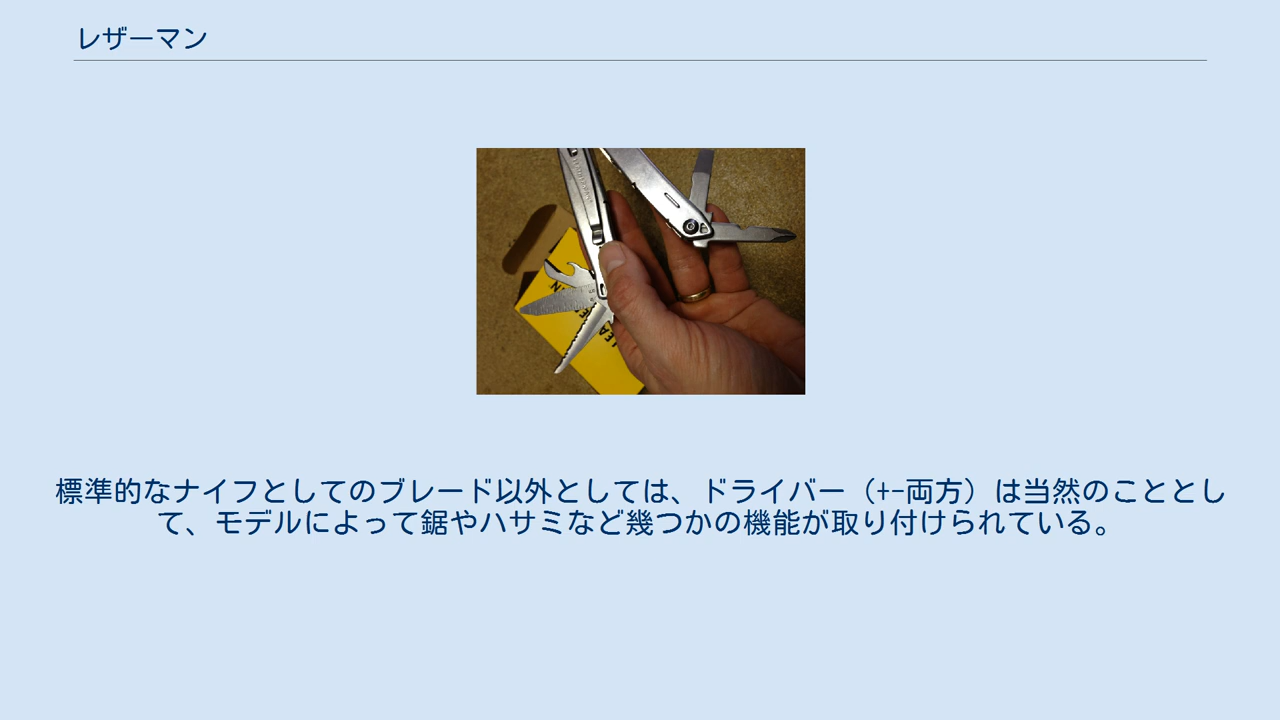 レザーマン
標準的なナイフとしてのブレード以外としては、ドライバー（+-両方）は当然のこととし
て、モデルによって鋸やハサミなど幾つかの機能が取り付けられている。